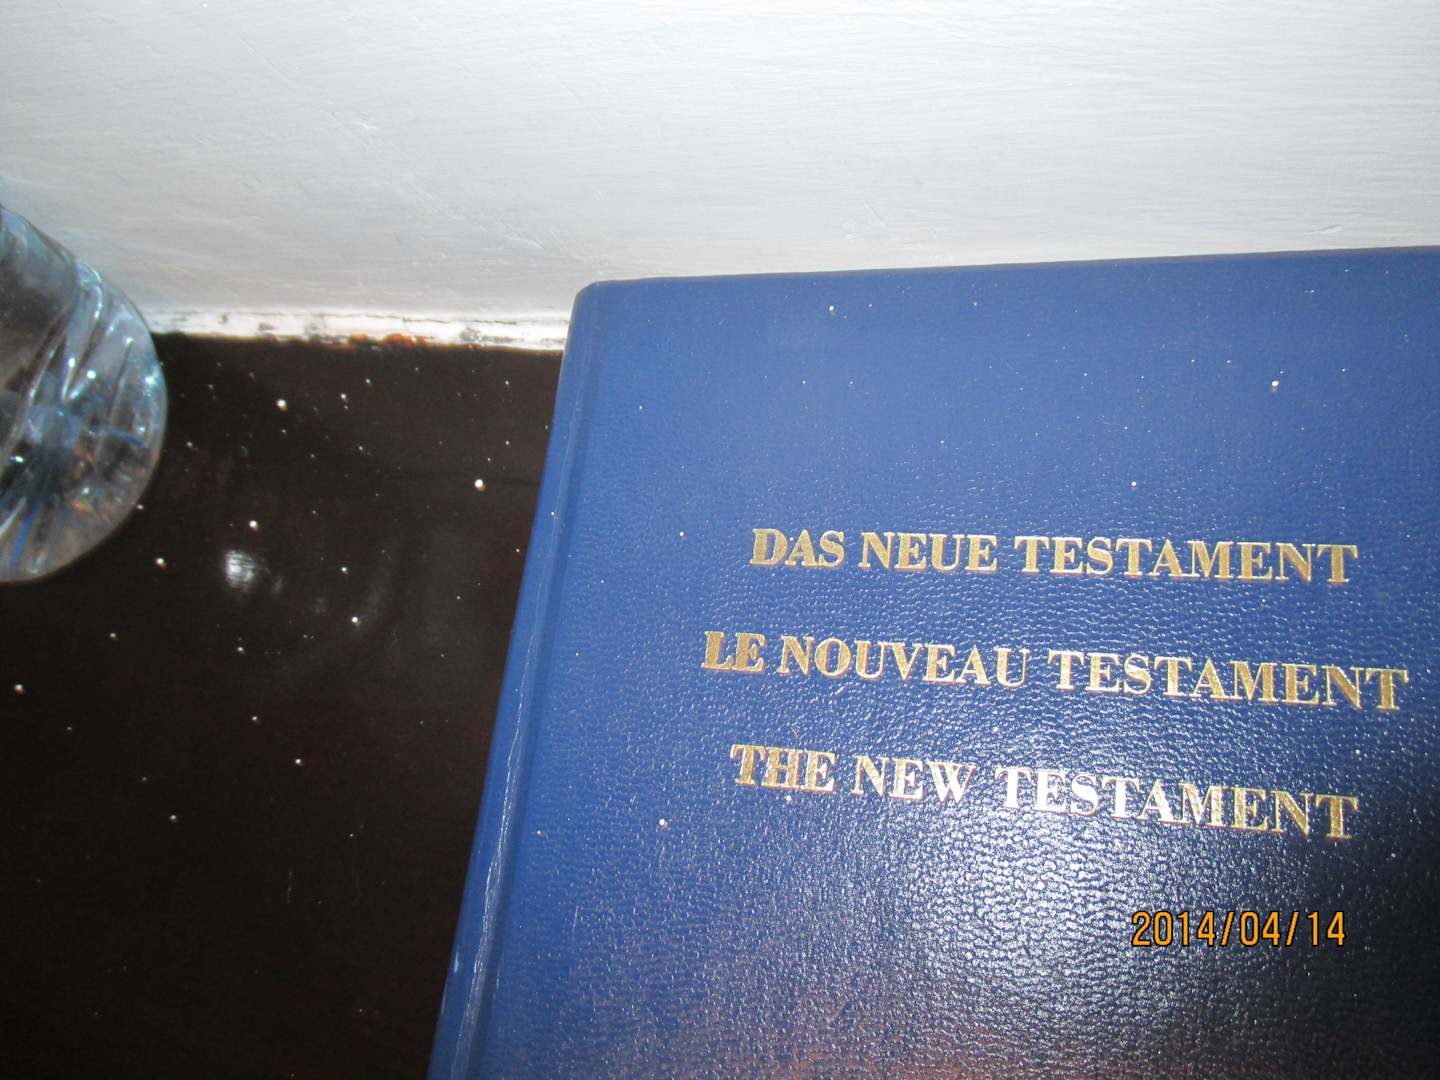 DAS NEUE TESTAMENT
LE NOUVEAU TESTAMENT
THE NEW TESTAMENT
2014/04/14